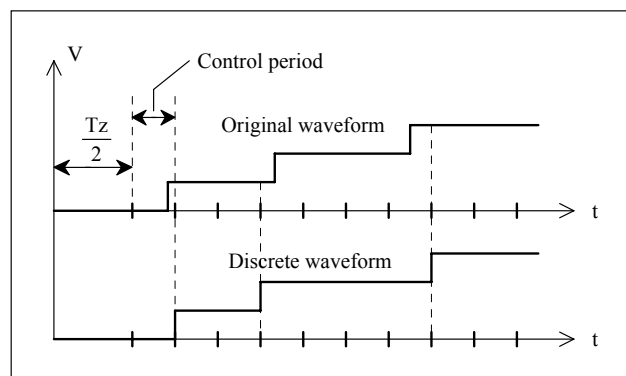 V
Control period
Tz
2
Original waveform
t
Discrete waveform
t